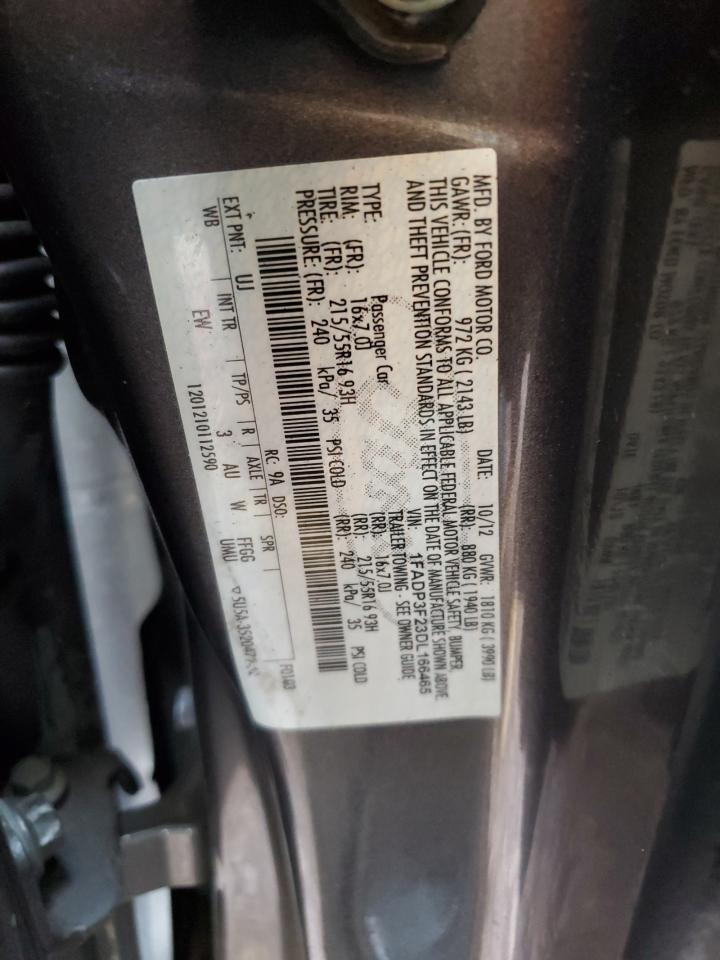 MFD. BY FORD MOTOR CO. DATE: 10/12 GVWR: 1810 KG ( 3990 LB)
GAWR: (FR): 972 KG ( 2143 LB) (RR): 880 KG ( 1940 LB)
THIS VEHICLE CONFORMS TO ALL APPLICABLE FEDERAL MOTOR VEHICLE SAFETY, BUMPER,
AND THEFT PREVENTION STANDARDS IN EFFECT ON THE DATE OF MANUFACTURE SHOWN ABOVE.
VIN: 1FADP3F23DL166465
TYPE: Passenger Car TRAILER TOWING - SEE OWNER GUIDE
RIM: (FR): 16x7.0J (RR): 16x7.0J
TIRE: (FR): 215/55R16 93H (RR): 215/55R16 93H
PRESSURE: (FR): 240 kPa/ 35 PSI COLD (RR): 240 kPa/ 35 PSI COLD
EXT PNT: UJ RC: 9A DSO:
WB INT TR TP/PS R AXLE TR SPR
EW 3 AU W FFGG
1201210112590 UMU